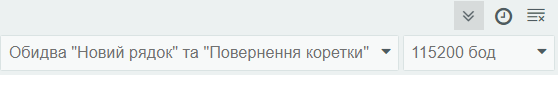 Обидва "Новий рядок" та "Повернення коретки" 115200 бод